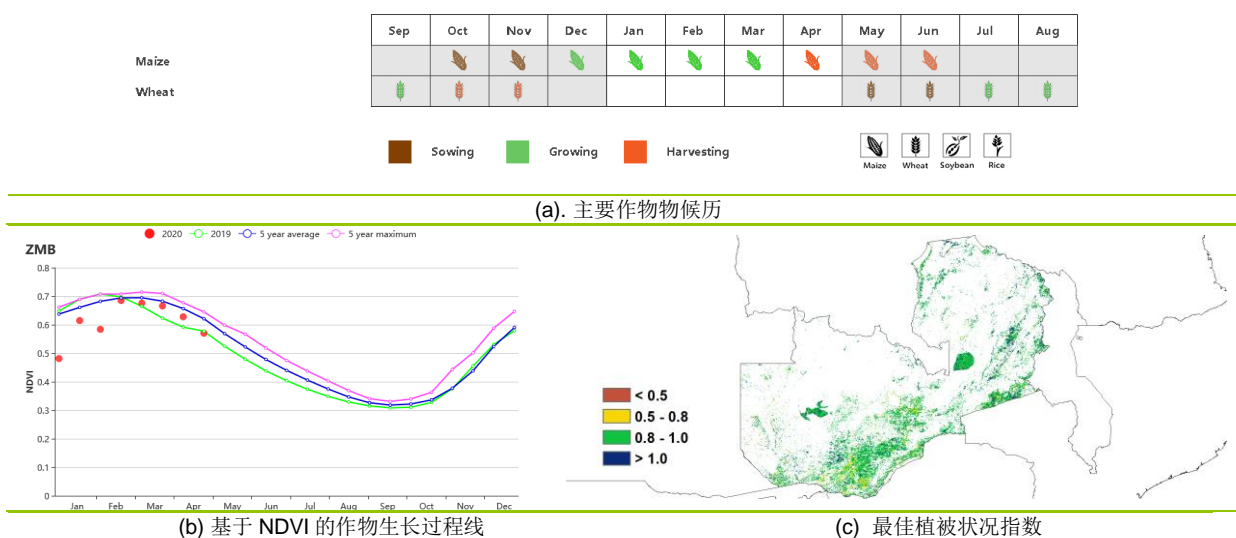 Sep Oct Nov Dec Jan Feb Mar Apr May Jun Jul Aug
Maize
Wheat
Sowing Growing Harvesting
Maize Wheat Soybean Rice
(a). 主要作物物候历
2020 2019 5 year average 5 year maximum
ZMB
0.8
0.7
0.6
0.5
0.4
0.3
0.2
0.1
0
NDVI
Jan Feb Mar Apr May Jun Jul Aug Sep Oct Nov Dec
< 0.5
0.5 - 0.8
0.8 - 1.0
> 1.0
(b) 基于 NDVI 的作物生长过程线
(c) 最佳植被状况指数